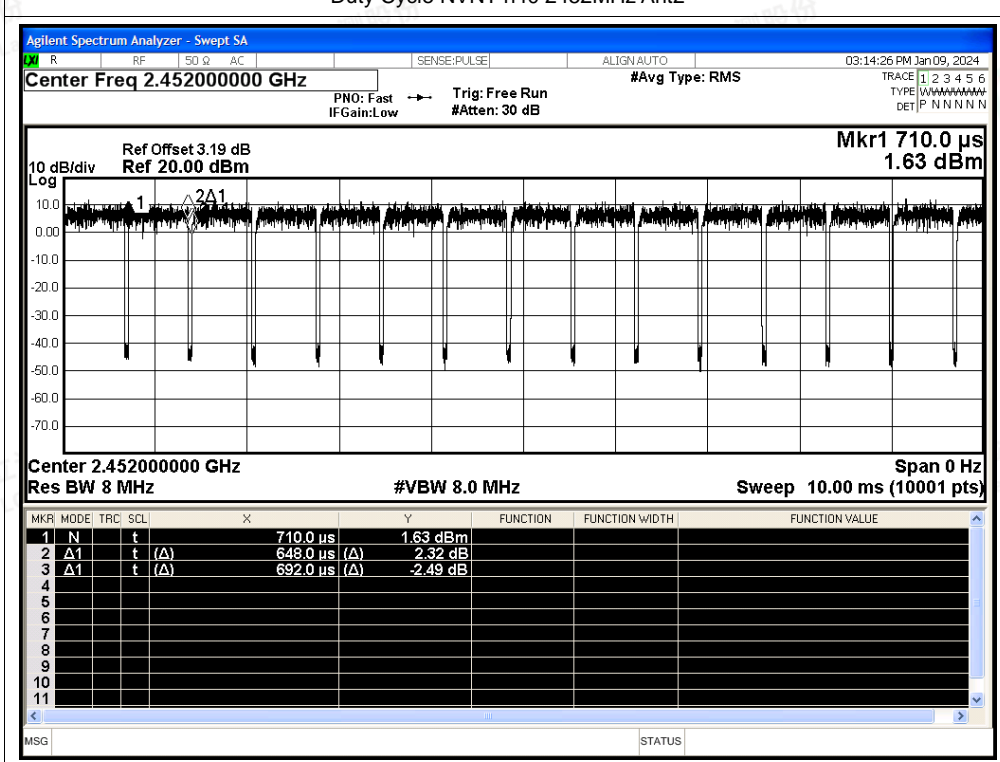 Agilent Spectrum Analyzer - Swept SA
LXI R RF 50 Ω AC SENSE:PULSE ALIGN AUTO 03:14:26 PM Jan 09, 2024
Center Freq 2.452000000 GHz #Avg Type: RMS TRACE 1 2 3 4 5 6
PNO: Fast Trig: Free Run TYPE
IFGain:Low #Atten: 30 dB DET P N N N N N
Mkr1 710.0 µs
Ref Offset 3.19 dB
10 dB/div Ref 20.00 dBm 1.63 dBm
Log
10.0 1 2Δ1
0.00
-10.0
-20.0
-30.0
-40.0
-50.0
-60.0
-70.0
Center 2.452000000 GHz Span 0 Hz
Res BW 8 MHz #VBW 8.0 MHz Sweep 10.00 ms (10001 pts)
MKR MODE TRC SCL X Y FUNCTION FUNCTION WIDTH FUNCTION VALUE
1 N t 710.0 µs 1.63 dBm
2 Δ1 t (Δ) 648.0 µs (Δ) 2.32 dB
3 Δ1 t (Δ) 692.0 µs (Δ) -2.49 dB
4
5
6
7
8
9
10
11
MSG STATUS